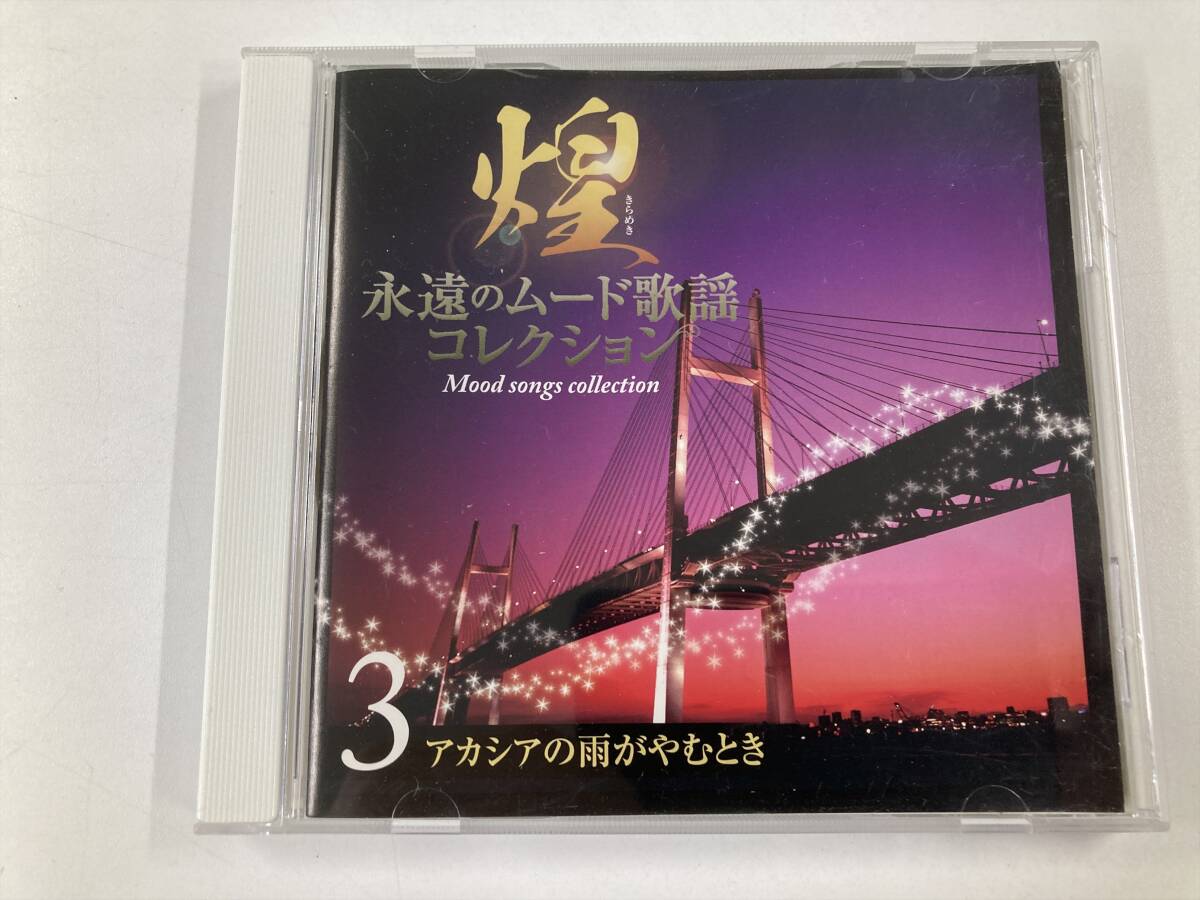 煌
きらめき
永遠のムード歌謡
コレクション
Mood songs collection
3
アカシアの雨がやむとき